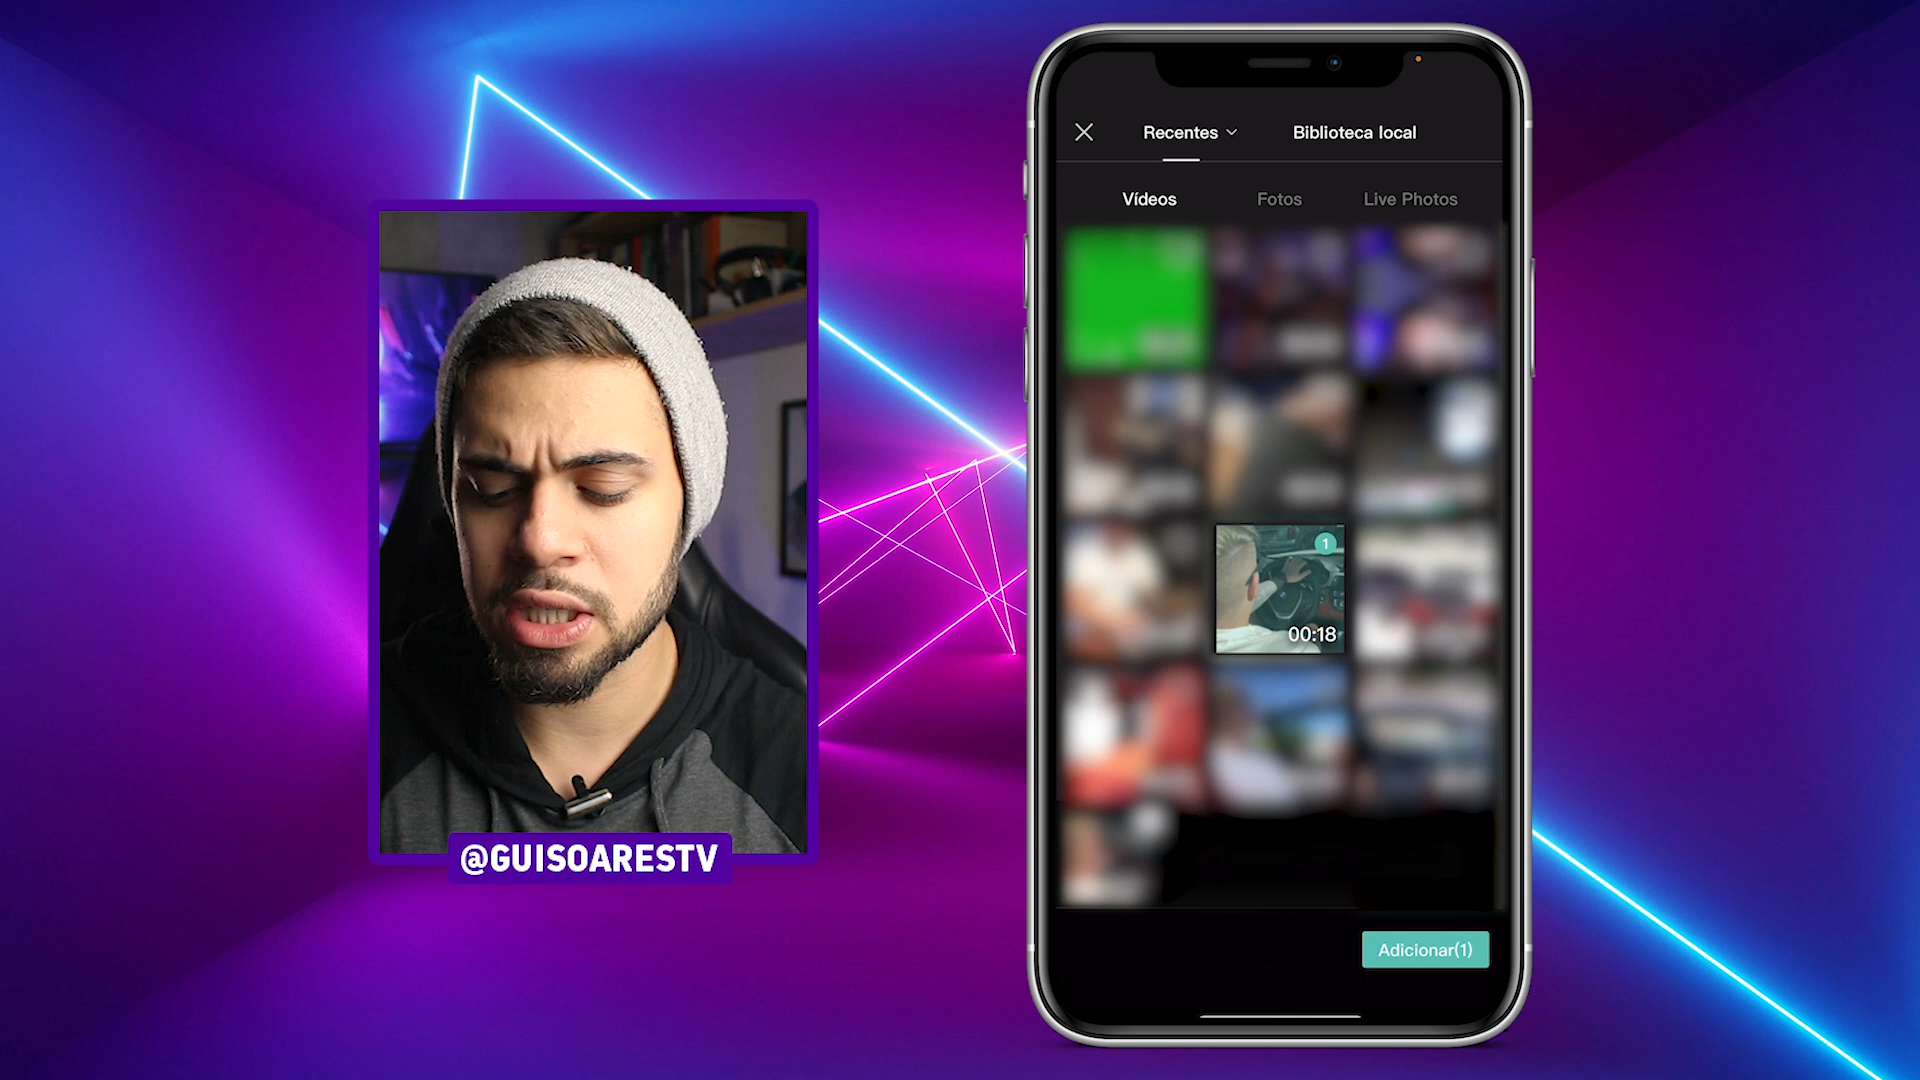 Recentes
Biblioteca local
Vídeos
Fotos
Live Photos
1
00:18
@GUISOARESTV
Adicionar(1)